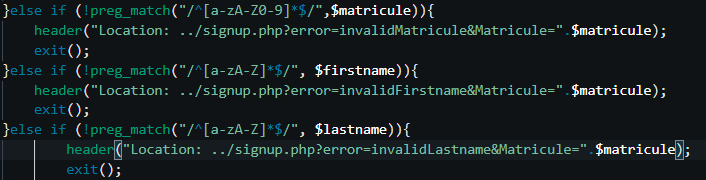 }else if (!preg_match("/^[a-zA-Z0-9]*$/",$matricule)){
header("Location: ../signup.php?error=invalidMatricule&Matricule=".$matricule);
exit();
}else if (!preg_match("/^[a-zA-Z]*$/", $firstname)){
header("Location: ../signup.php?error=invalidFirstname&Matricule=".$matricule);
exit();
}else if (!preg_match("/^[a-zA-Z]*$/", $lastname)){
header("Location: ../signup.php?error=invalidLastname&Matricule=".$matricule);
exit();